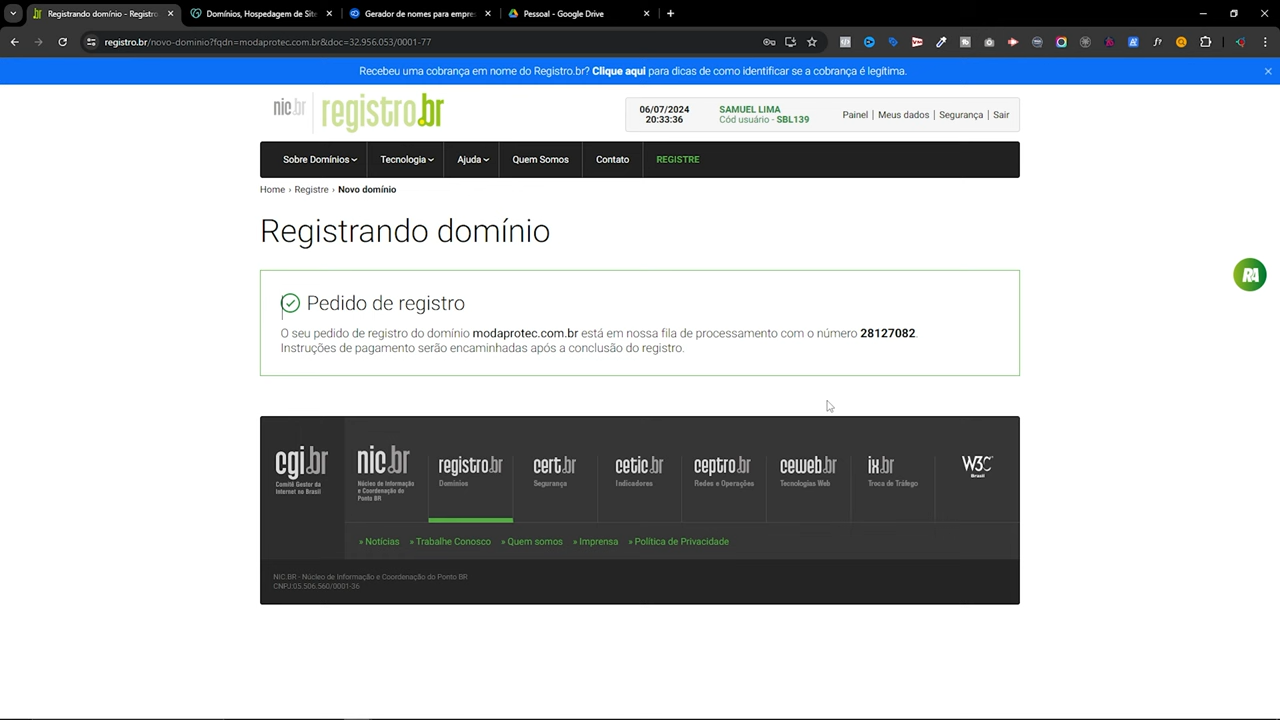 Registrando domínio - Registro
Domínios, Hospedagem de Site
Gerador de nomes para empre
Pessoal - Google Drive
registro.br/novo-dominio?fqdn=modaprotec.com.br&doc=32.956.053/0001-77
Recebeu uma cobrança em nome do Registro.br? Clique aqui para dicas de como identificar se a cobrança é legítima.
nic.br registro.br
06/07/2024
20:33:36
SAMUEL LIMA
Cód usuário - SBL139
Painel | Meus dados | Segurança | Sair
Sobre Domínios Tecnologia Ajuda Quem Somos Contato REGISTRE
Home › Registre › Novo domínio
Registrando domínio
RA
Pedido de registro
O seu pedido de registro do domínio modaprotec.com.br está em nossa fila de processamento com o número 28127082.
Instruções de pagamento serão encaminhadas após a conclusão do registro.
cgi.br
Comitê Gestor da
Internet no Brasil
nic.br
Núcleo de Informação
e Coordenação do
Ponto BR
registro.br
Domínios
cert.br
Segurança
cetic.br
Indicadores
ceptro.br
Redes e Operações
ceweb.br
Tecnologias Web
ix.br
Troca de Tráfego
W3C
Brasil
» Notícias » Trabalhe Conosco » Quem somos » Imprensa » Política de Privacidade
NIC.BR - Núcleo de Informação e Coordenação do Ponto BR
CNPJ:05.506.560/0001-36